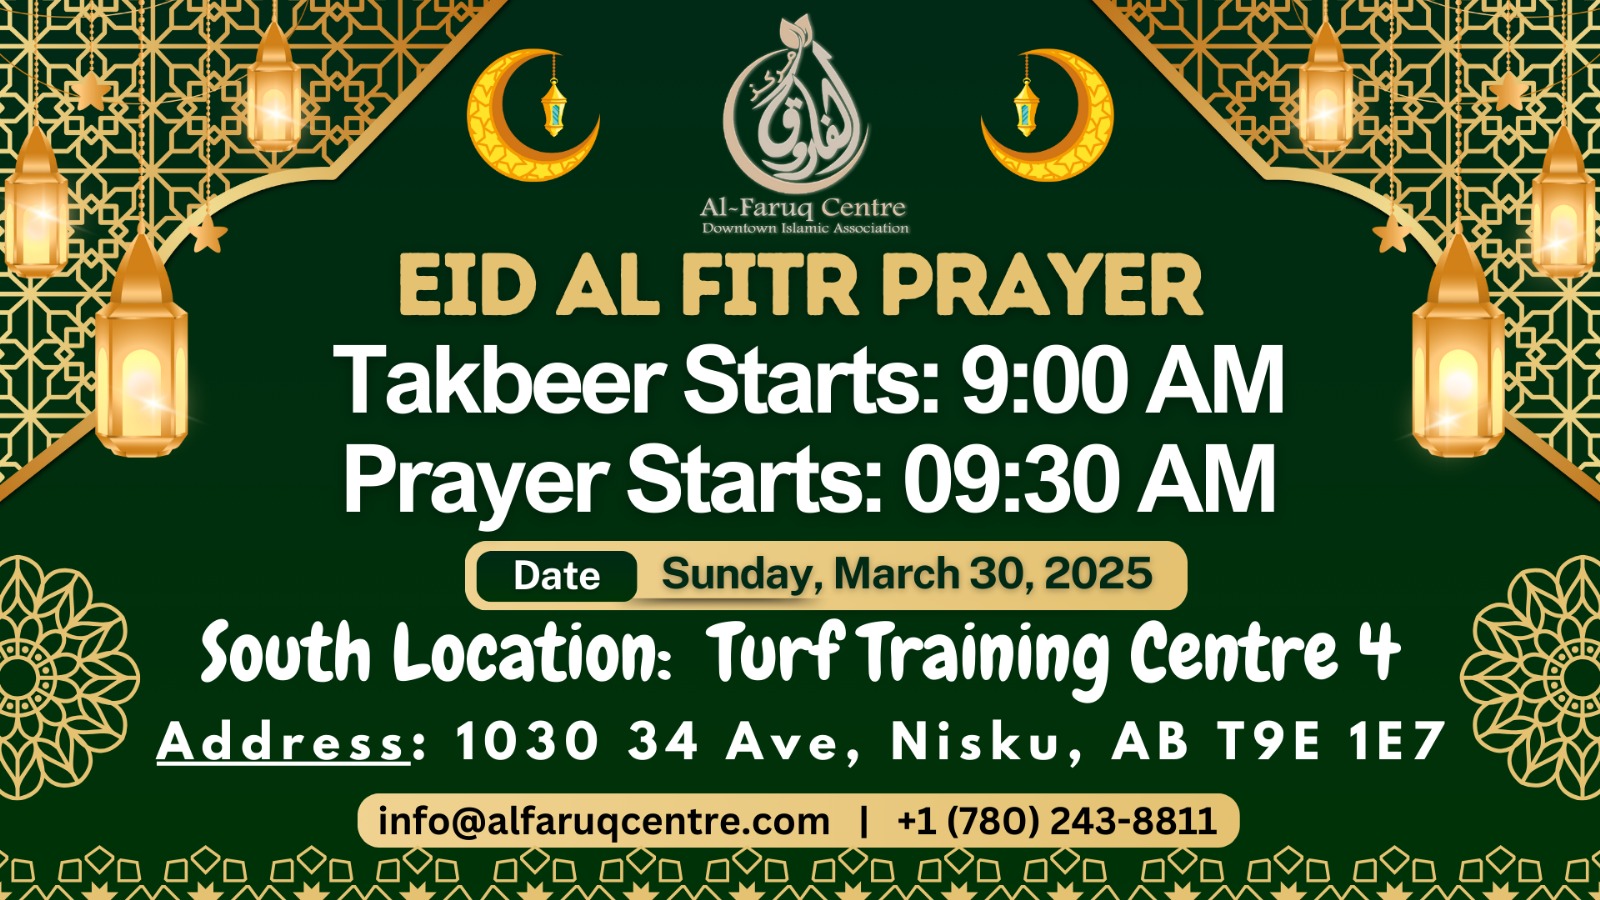 مركز
الفاروق
Al-Faruq Centre
Downtown Islamic Association
EID AL FITR PRAYER
Takbeer Starts: 9:00 AM
Prayer Starts: 09:30 AM
Date Sunday, March 30, 2025
South Location: Turf Training Centre 4
Address: 1030 34 Ave, Nisku, AB T9E 1E7
info@alfaruqcentre.com | +1 (780) 243-8811